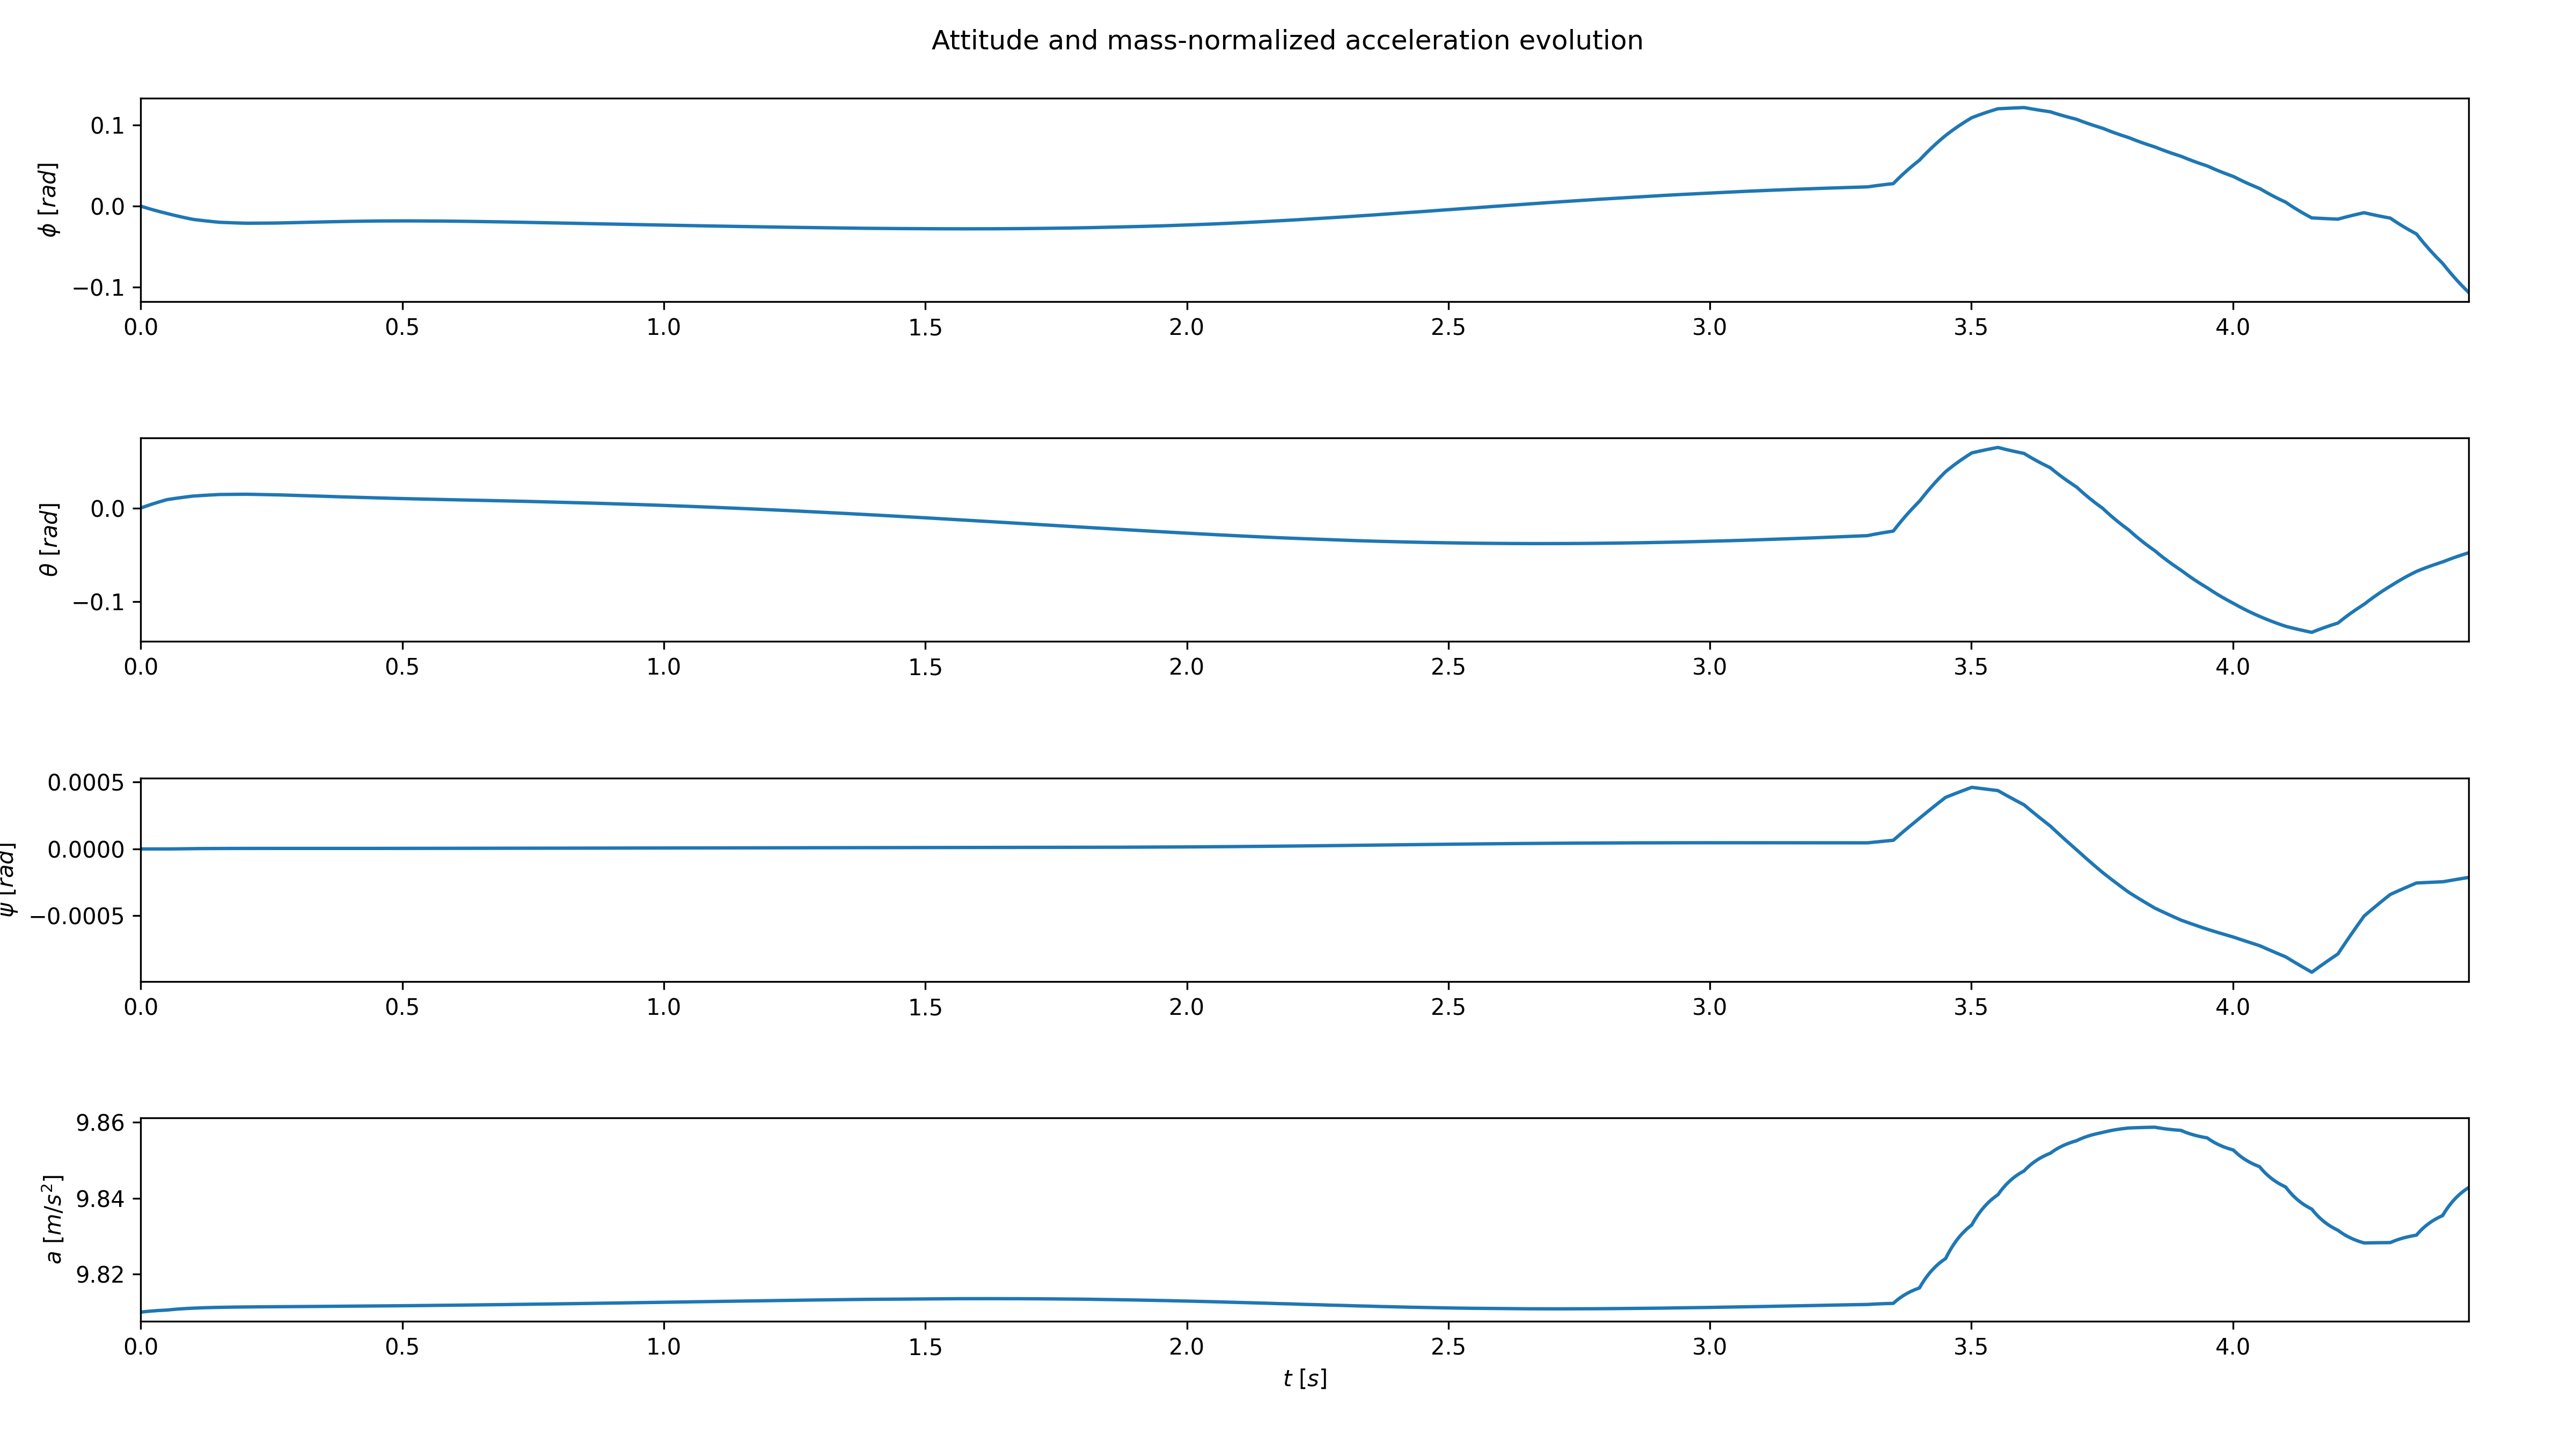 Attitude and mass-normalized acceleration evolution
ϕ [rad]
0.1
0.0
−0.1
0.0 0.5 1.0 1.5 2.0 2.5 3.0 3.5 4.0
θ [rad]
0.0
−0.1
0.0 0.5 1.0 1.5 2.0 2.5 3.0 3.5 4.0
ψ [rad]
0.0005
0.0000
−0.0005
0.0 0.5 1.0 1.5 2.0 2.5 3.0 3.5 4.0
a [m/s²]
9.86
9.84
9.82
0.0 0.5 1.0 1.5 2.0 2.5 3.0 3.5 4.0
t [s]